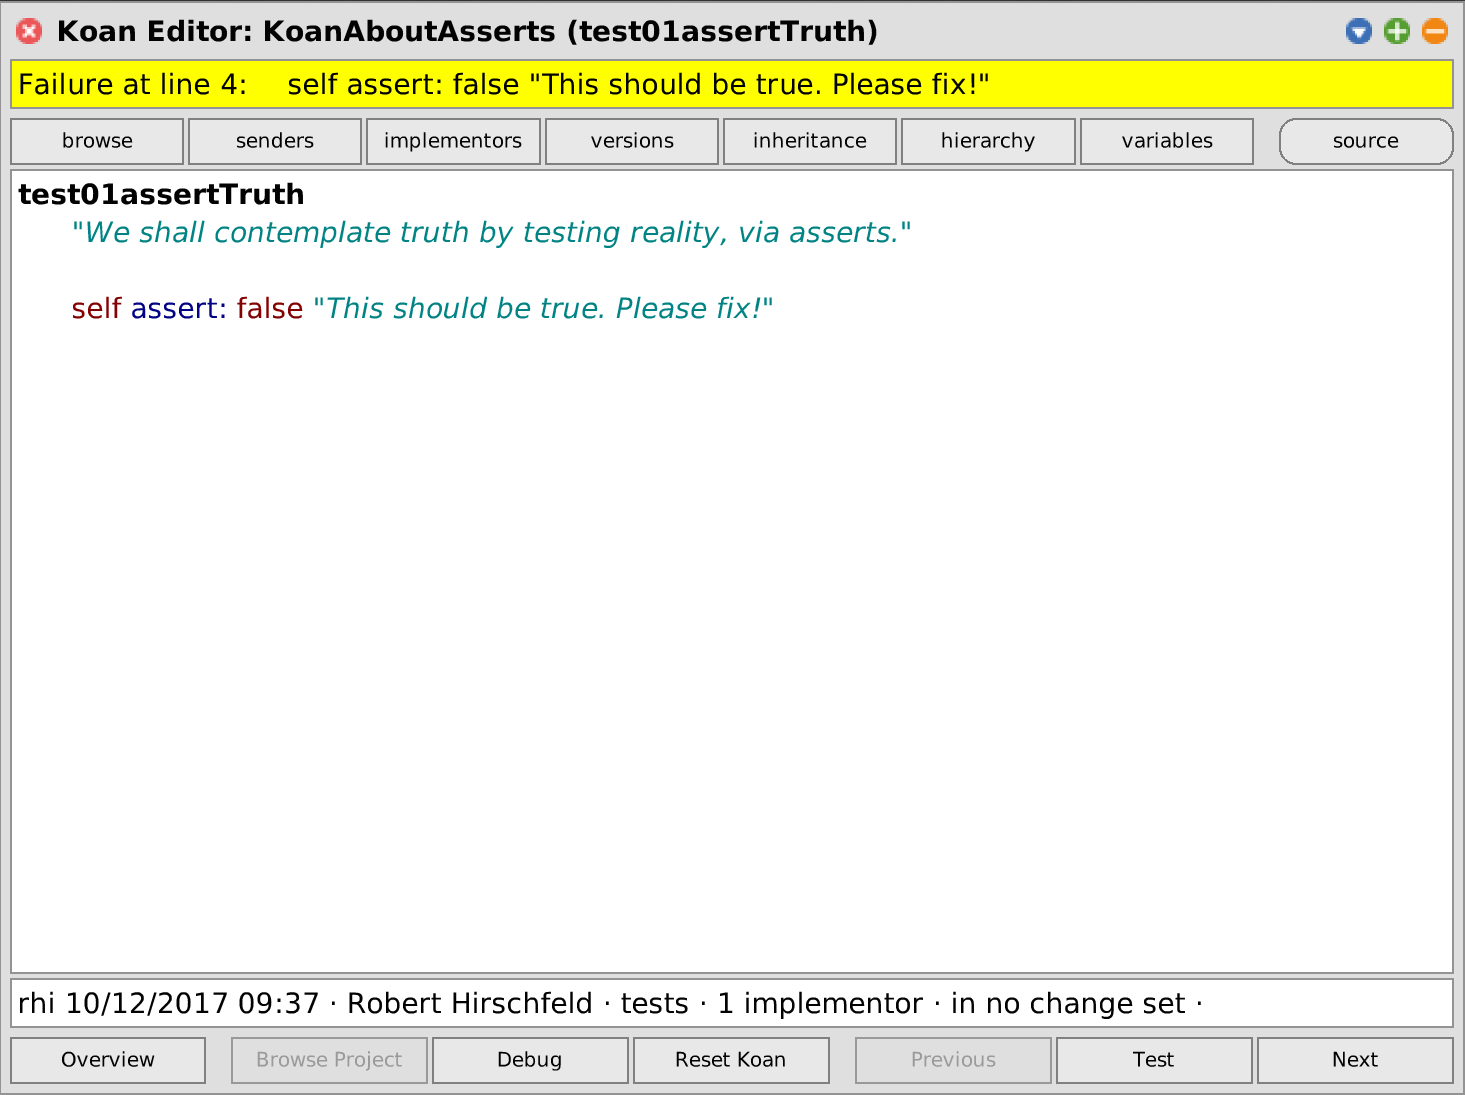 Koan Editor: KoanAboutAsserts (test01assertTruth)
Failure at line 4:    self assert: false "This should be true. Please fix!"
browse senders implementors versions inheritance hierarchy variables source
test01assertTruth
"We shall contemplate truth by testing reality, via asserts."
self assert: false "This should be true. Please fix!"
rhi 10/12/2017 09:37 · Robert Hirschfeld · tests · 1 implementor · in no change set ·
Overview Browse Project Debug Reset Koan Previous Test Next